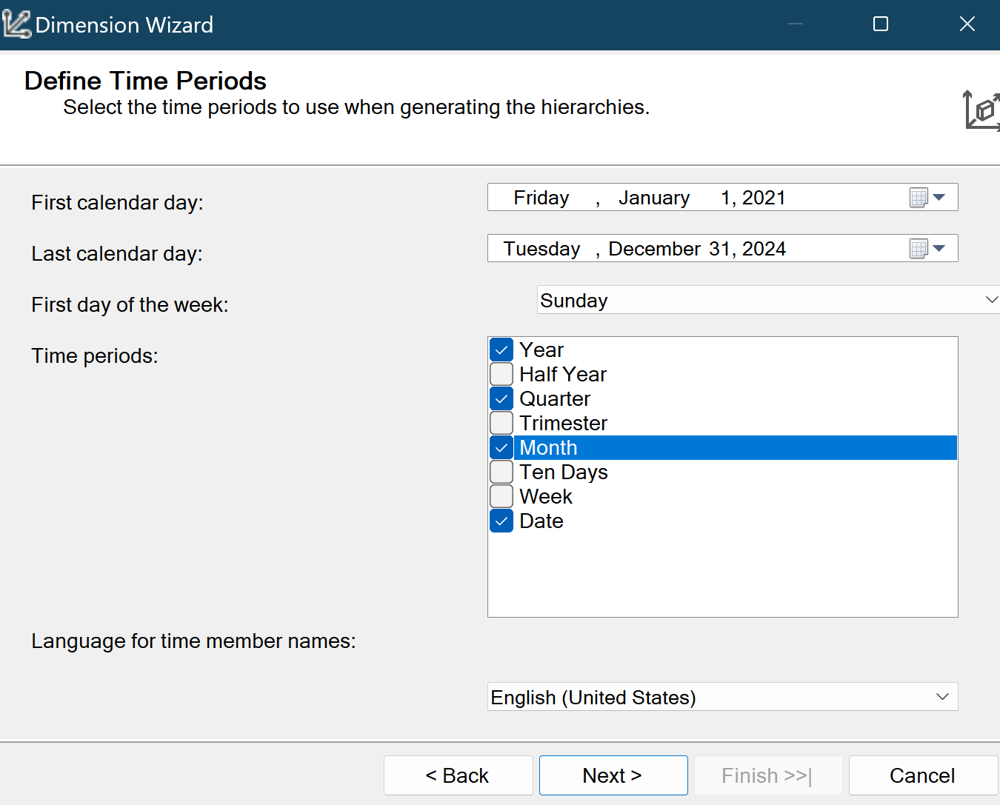 Dimension Wizard
Define Time Periods
Select the time periods to use when generating the hierarchies.
First calendar day:
Friday , January 1, 2021
Last calendar day:
Tuesday , December 31, 2024
First day of the week:
Sunday
Time periods:
Year
Half Year
Quarter
Trimester
Month
Ten Days
Week
Date
Language for time member names:
English (United States)
< Back
Next >
Finish >>|
Cancel